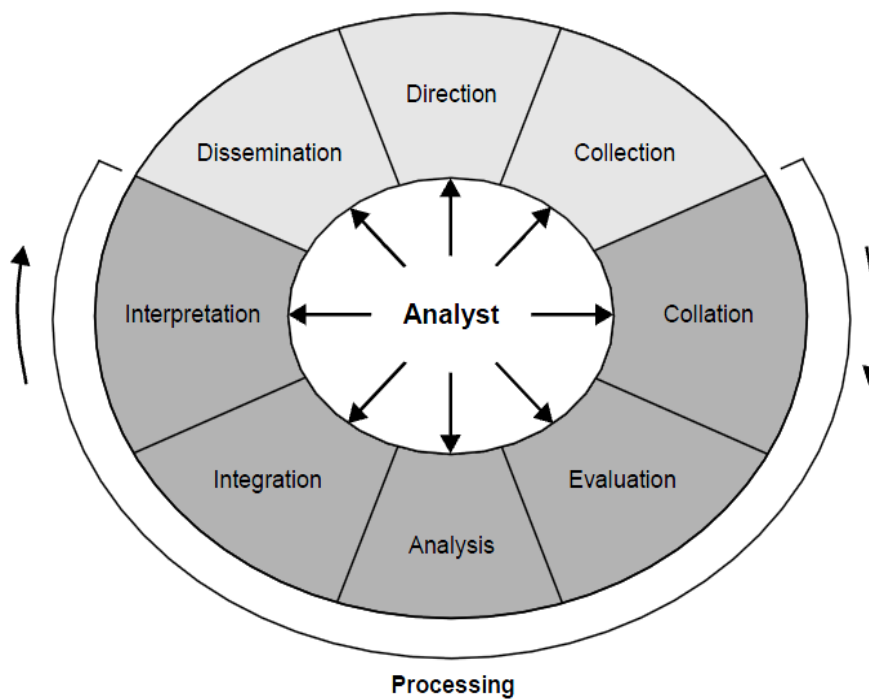 Direction
Dissemination
Collection
Interpretation
Analyst
Collation
Integration
Evaluation
Analysis
Processing